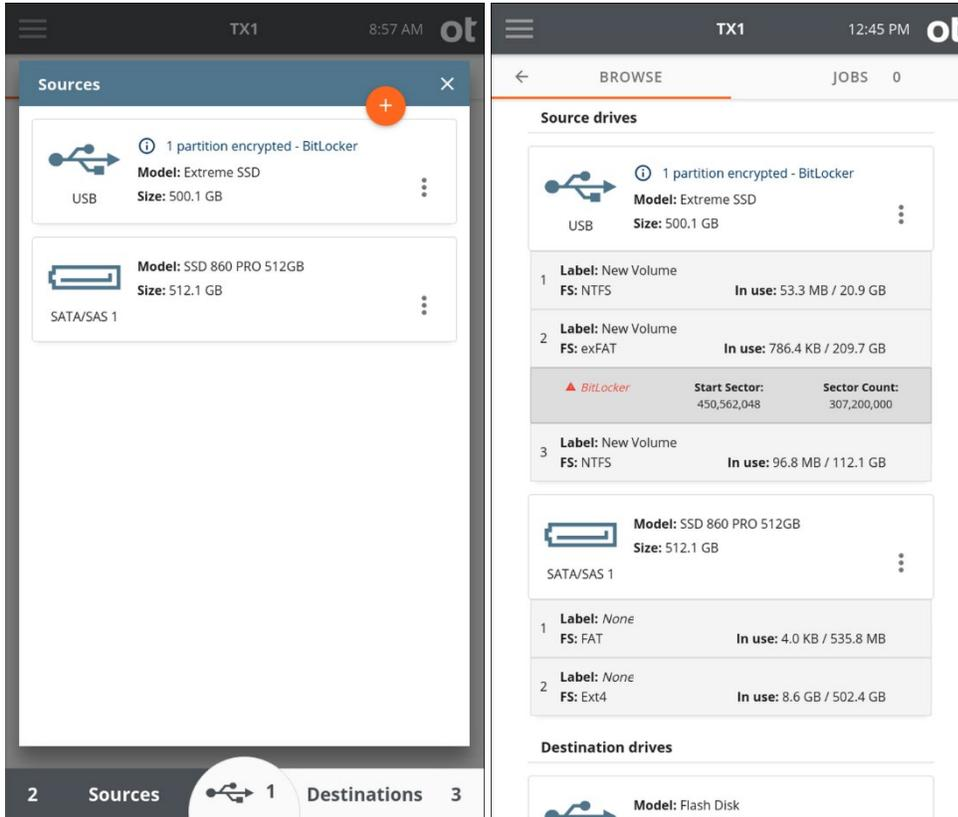 TX1 8:57 AM ot
Sources
+
1 partition encrypted - BitLocker
Model: Extreme SSD
Size: 500.1 GB
USB
Model: SSD 860 PRO 512GB
Size: 512.1 GB
SATA/SAS 1
2 Sources 1 Destinations 3
TX1 12:45 PM ot
BROWSE JOBS 0
Source drives
1 partition encrypted - BitLocker
Model: Extreme SSD
Size: 500.1 GB
USB
1 Label: New Volume
FS: NTFS In use: 53.3 MB / 20.9 GB
2 Label: New Volume
FS: exFAT In use: 786.4 KB / 209.7 GB
BitLocker Start Sector: Sector Count:
450,562,048 307,200,000
3 Label: New Volume
FS: NTFS In use: 96.8 MB / 112.1 GB
Model: SSD 860 PRO 512GB
Size: 512.1 GB
SATA/SAS 1
1 Label: None
FS: FAT In use: 4.0 KB / 535.8 MB
2 Label: None
FS: Ext4 In use: 8.6 GB / 502.4 GB
Destination drives
Model: Flash Disk